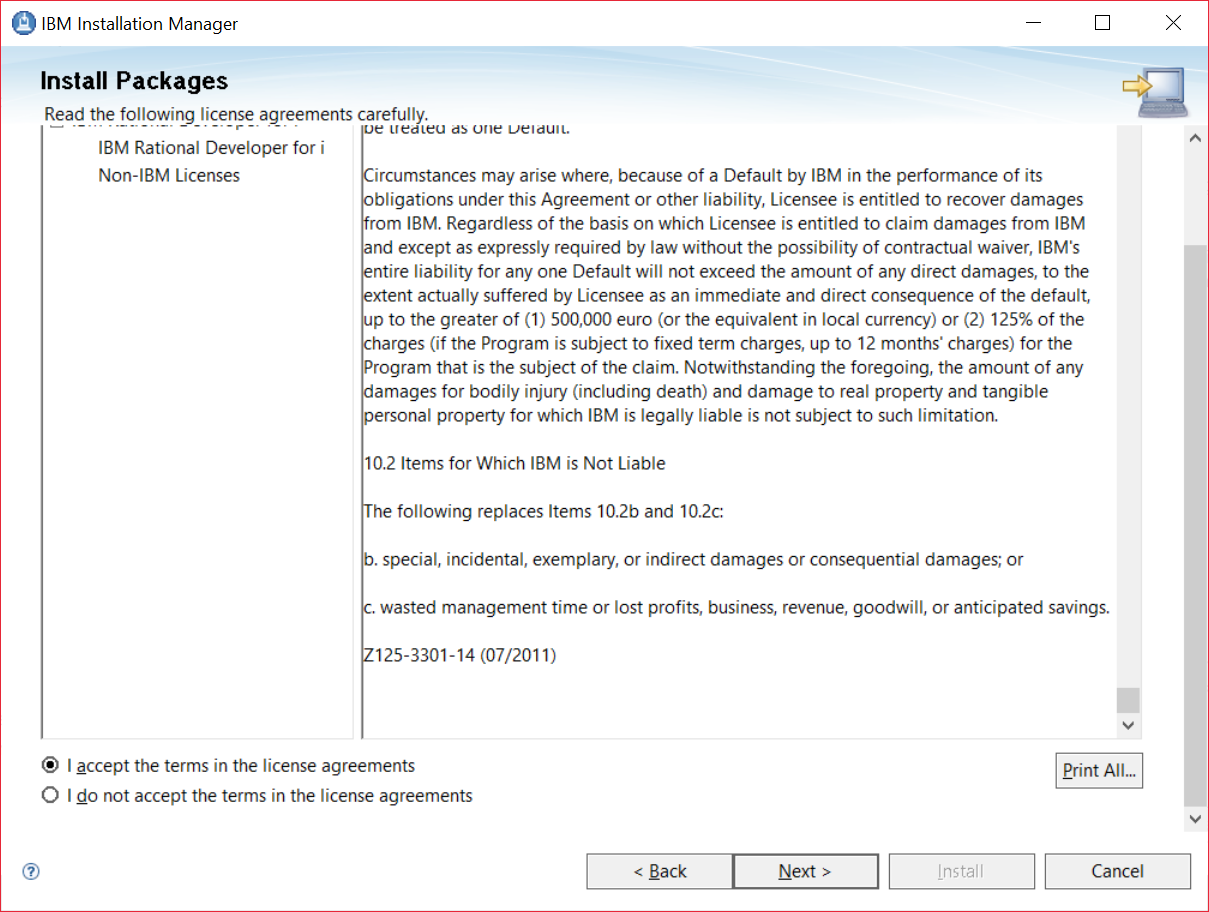 IBM Installation Manager
Install Packages
Read the following license agreements carefully.
IBM Rational Developer for i
IBM Rational Developer for i
Non-IBM Licenses
be treated as one Default.
Circumstances may arise where, because of a Default by IBM in the performance of its
obligations under this Agreement or other liability, Licensee is entitled to recover damages
from IBM. Regardless of the basis on which Licensee is entitled to claim damages from IBM
and except as expressly required by law without the possibility of contractual waiver, IBM's
entire liability for any one Default will not exceed the amount of any direct damages, to the
extent actually suffered by Licensee as an immediate and direct consequence of the default,
up to the greater of (1) 500,000 euro (or the equivalent in local currency) or (2) 125% of the
charges (if the Program is subject to fixed term charges, up to 12 months' charges) for the
Program that is the subject of the claim. Notwithstanding the foregoing, the amount of any
damages for bodily injury (including death) and damage to real property and tangible
personal property for which IBM is legally liable is not subject to such limitation.
10.2 Items for Which IBM is Not Liable
The following replaces Items 10.2b and 10.2c:
b. special, incidental, exemplary, or indirect damages or consequential damages; or
c. wasted management time or lost profits, business, revenue, goodwill, or anticipated savings.
Z125-3301-14 (07/2011)
I accept the terms in the license agreements
I do not accept the terms in the license agreements
Print All...
< Back
Next >
Install
Cancel